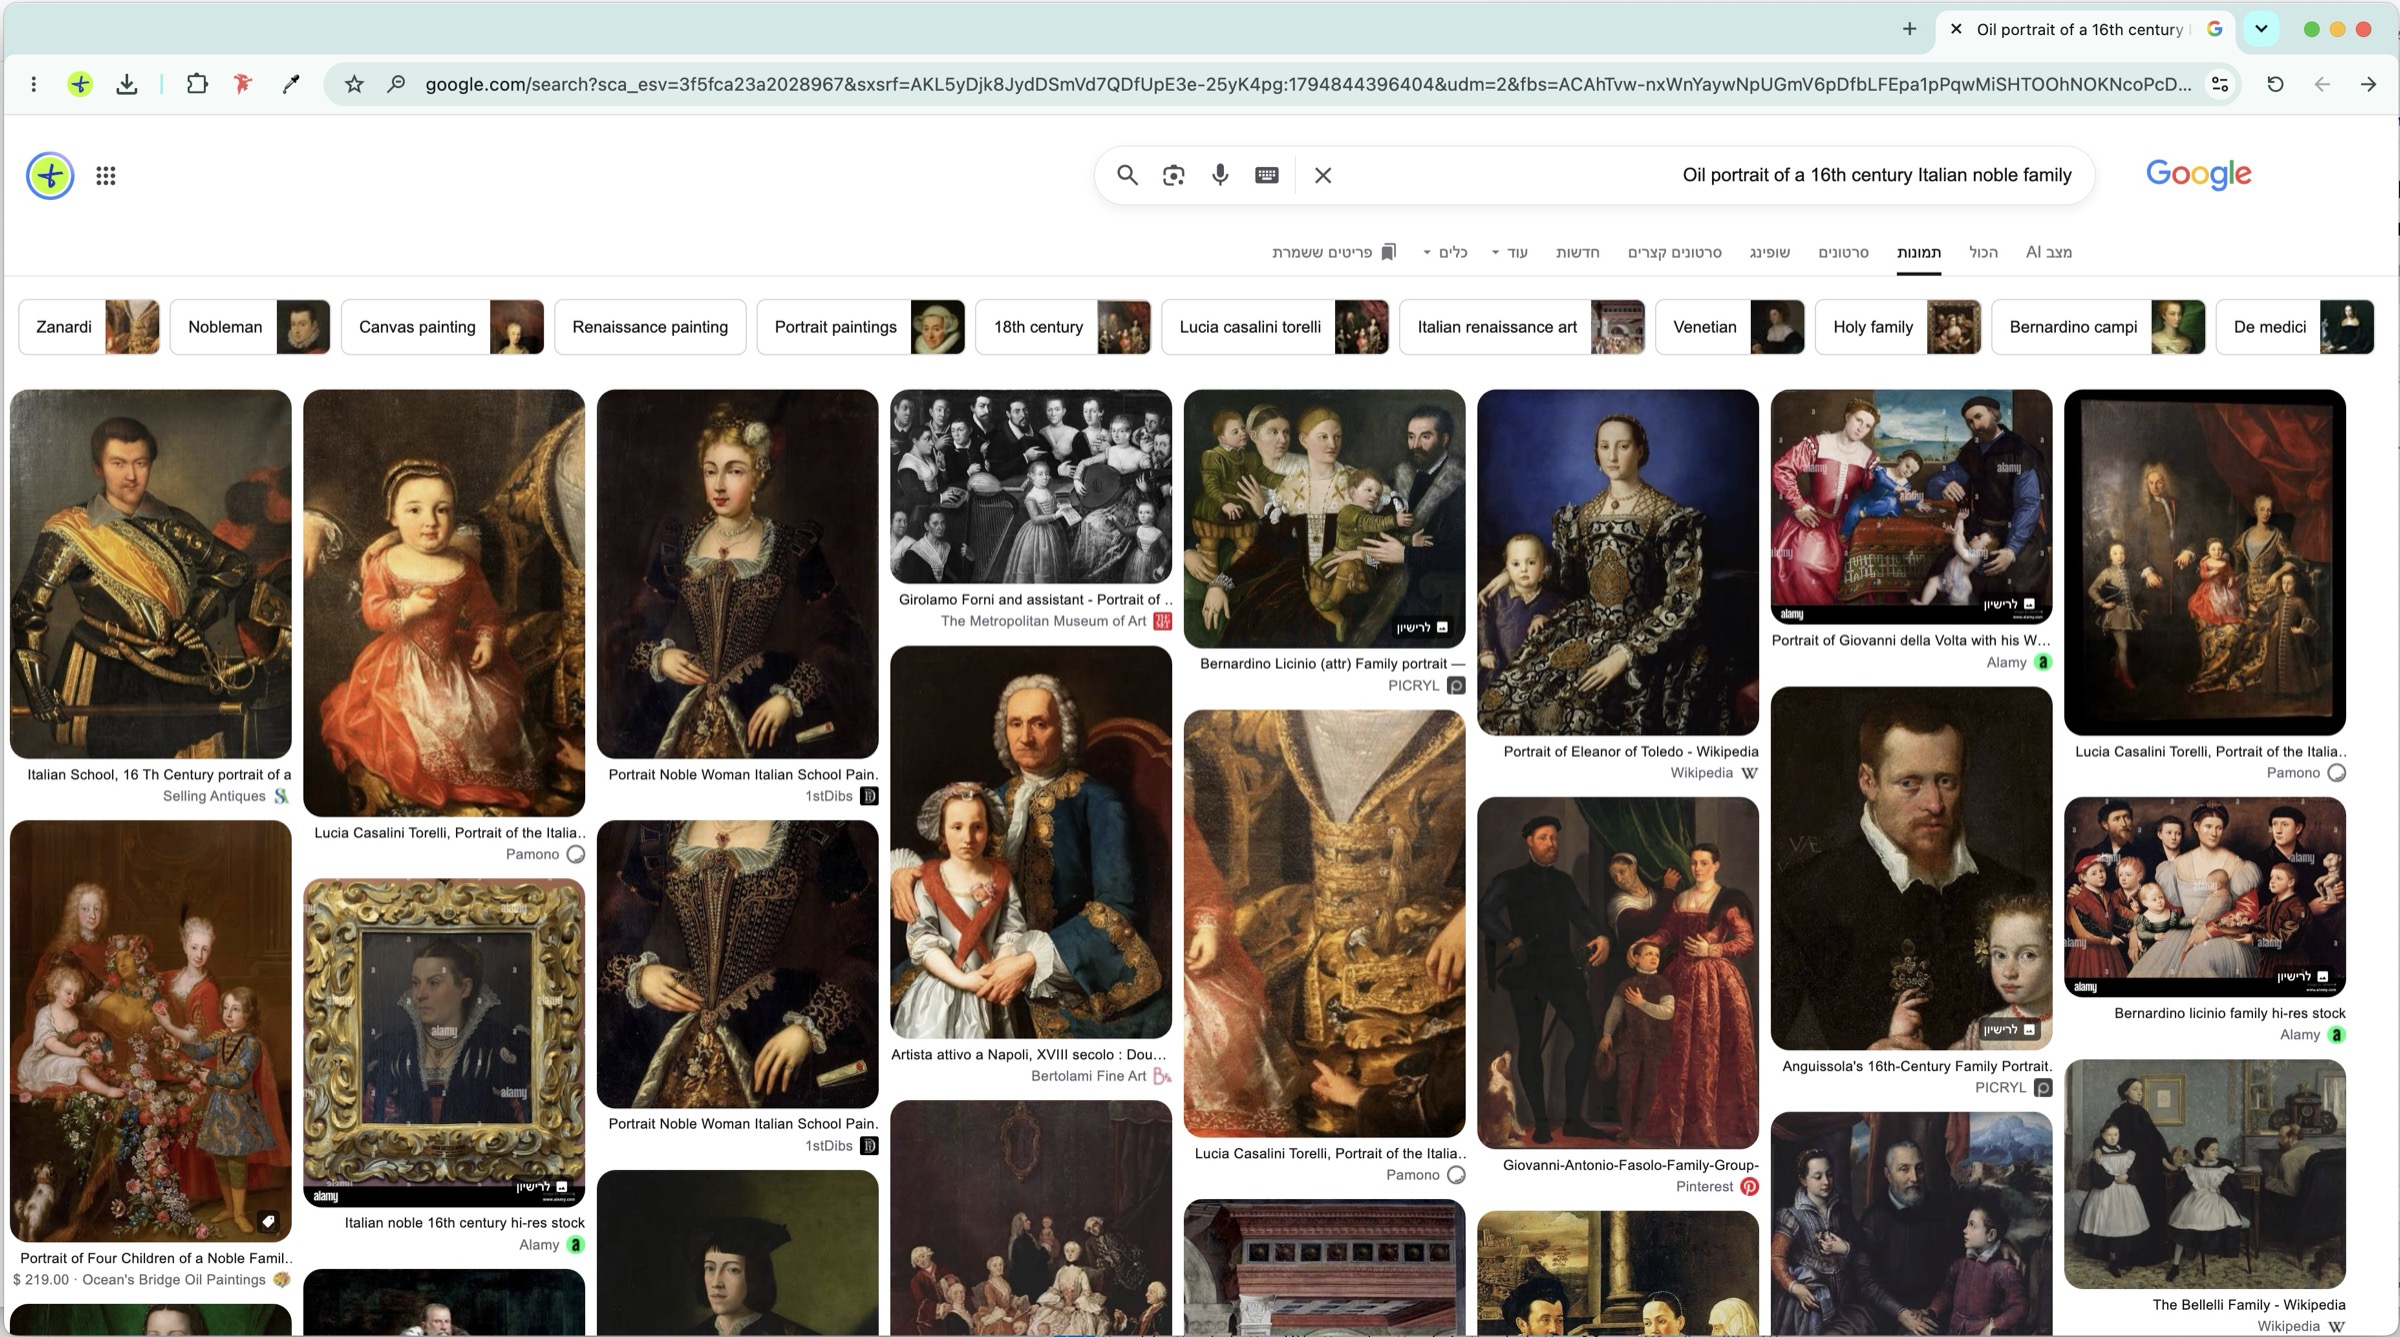 Oil portrait of a 16th century
google.com/search?sca_esv=3f5fca23a2028967&sxsrf=AKL5yDjk8JydDSmVd7QDfUpE3e-25yK4pg:1794844396404&udm=2&fbs=ACAhTvw-nxWnYaywNpUGmV6pDfbLFEpa1pPqwMiSHTOOhNOKNcoPcD...
Oil portrait of a 16th century Italian noble family
Google
מצב AI
הכול
תמונות
סרטונים
שופינג
סרטונים קצרים
חדשות
עוד
כלים
פריטים ששמרת
Zanardi
Nobleman
Canvas painting
Renaissance painting
Portrait paintings
18th century
Lucia casalini torelli
Italian renaissance art
Venetian
Holy family
Bernardino campi
De medici
Italian School, 16 Th Century portrait of a
Selling Antiques
Portrait of Four Children of a Noble Famil..
$ 219.00 · Ocean's Bridge Oil Paintings
Lucia Casalini Torelli, Portrait of the Italia..
Pamono
alamy
alamy
לרישיון
Italian noble 16th century hi-res stock
Alamy
Portrait Noble Woman Italian School Pain.
1stDibs
Portrait Noble Woman Italian School Pain.
1stDibs
Girolamo Forni and assistant - Portrait of ..
The Metropolitan Museum of Art
Artista attivo a Napoli, XVIII secolo : Dou...
Bertolami Fine Art
לרישיון
Bernardino Licinio (attr) Family portrait —
PICRYL
Lucia Casalini Torelli, Portrait of the Italia..
Pamono
Portrait of Eleanor of Toledo - Wikipedia
Wikipedia
Giovanni-Antonio-Fasolo-Family-Group-
Pinterest
alamy
alamy
לרישיון
alamy
Portrait of Giovanni della Volta with his W...
Alamy
לרישיון
Anguissola's 16th-Century Family Portrait.
PICRYL
Lucia Casalini Torelli, Portrait of the Italia..
Pamono
alamy
alamy
לרישיון
alamy
Bernardino licinio family hi-res stock
Alamy
The Bellelli Family - Wikipedia
Wikipedia